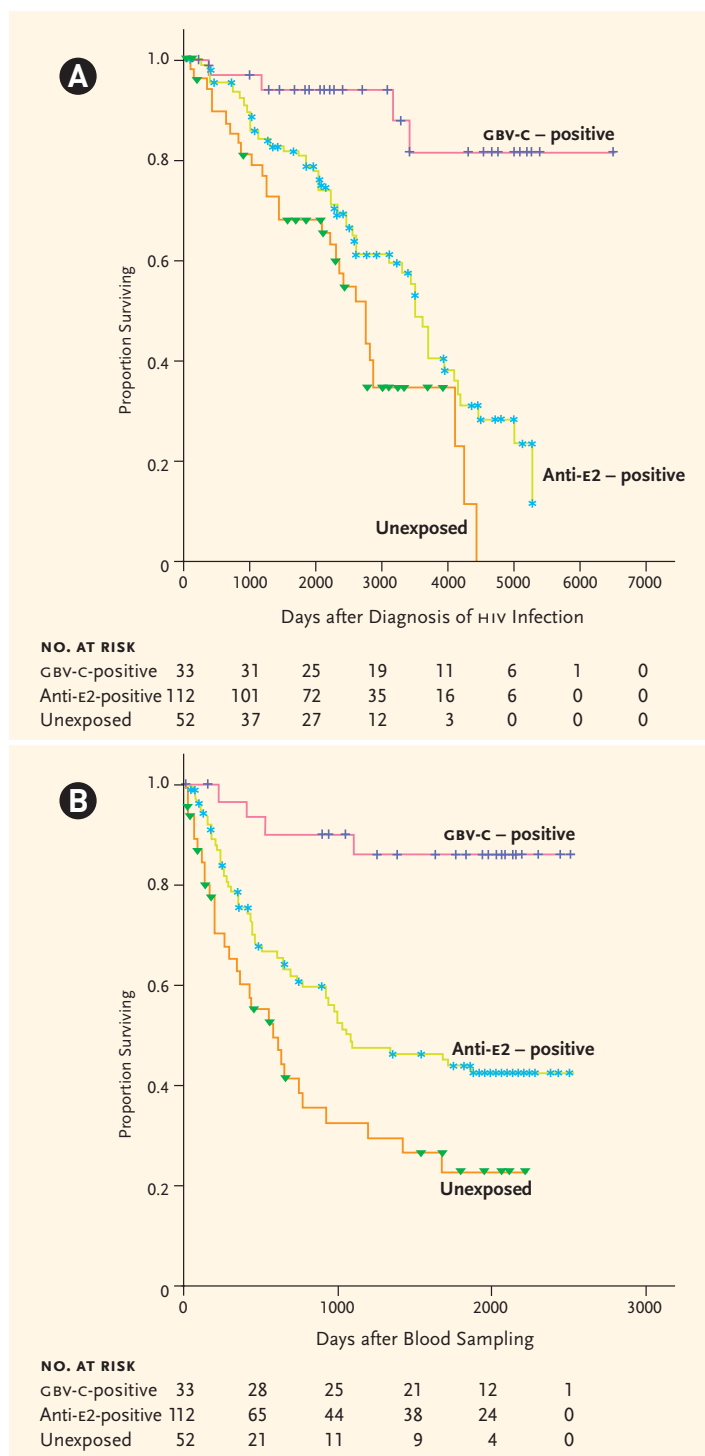 A
1.0
0.8
0.6
0.4
0.2
0
Proportion Surviving
GBV-C – positive
Anti-E2 – positive
Unexposed
0 1000 2000 3000 4000 5000 6000 7000
Days after Diagnosis of HIV Infection
NO. AT RISK
GBV-C-positive 33 31 25 19 11 6 1 0
Anti-E2-positive 112 101 72 35 16 6 0 0
Unexposed 52 37 27 12 3 0 0 0
B
1.0
0.8
0.6
0.4
0.2
0
Proportion Surviving
GBV-C – positive
Anti-E2 – positive
Unexposed
0 1000 2000 3000
Days after Blood Sampling
NO. AT RISK
GBV-C-positive 33 28 25 21 12 1
Anti-E2-positive 112 65 44 38 24 0
Unexposed 52 21 11 9 4 0